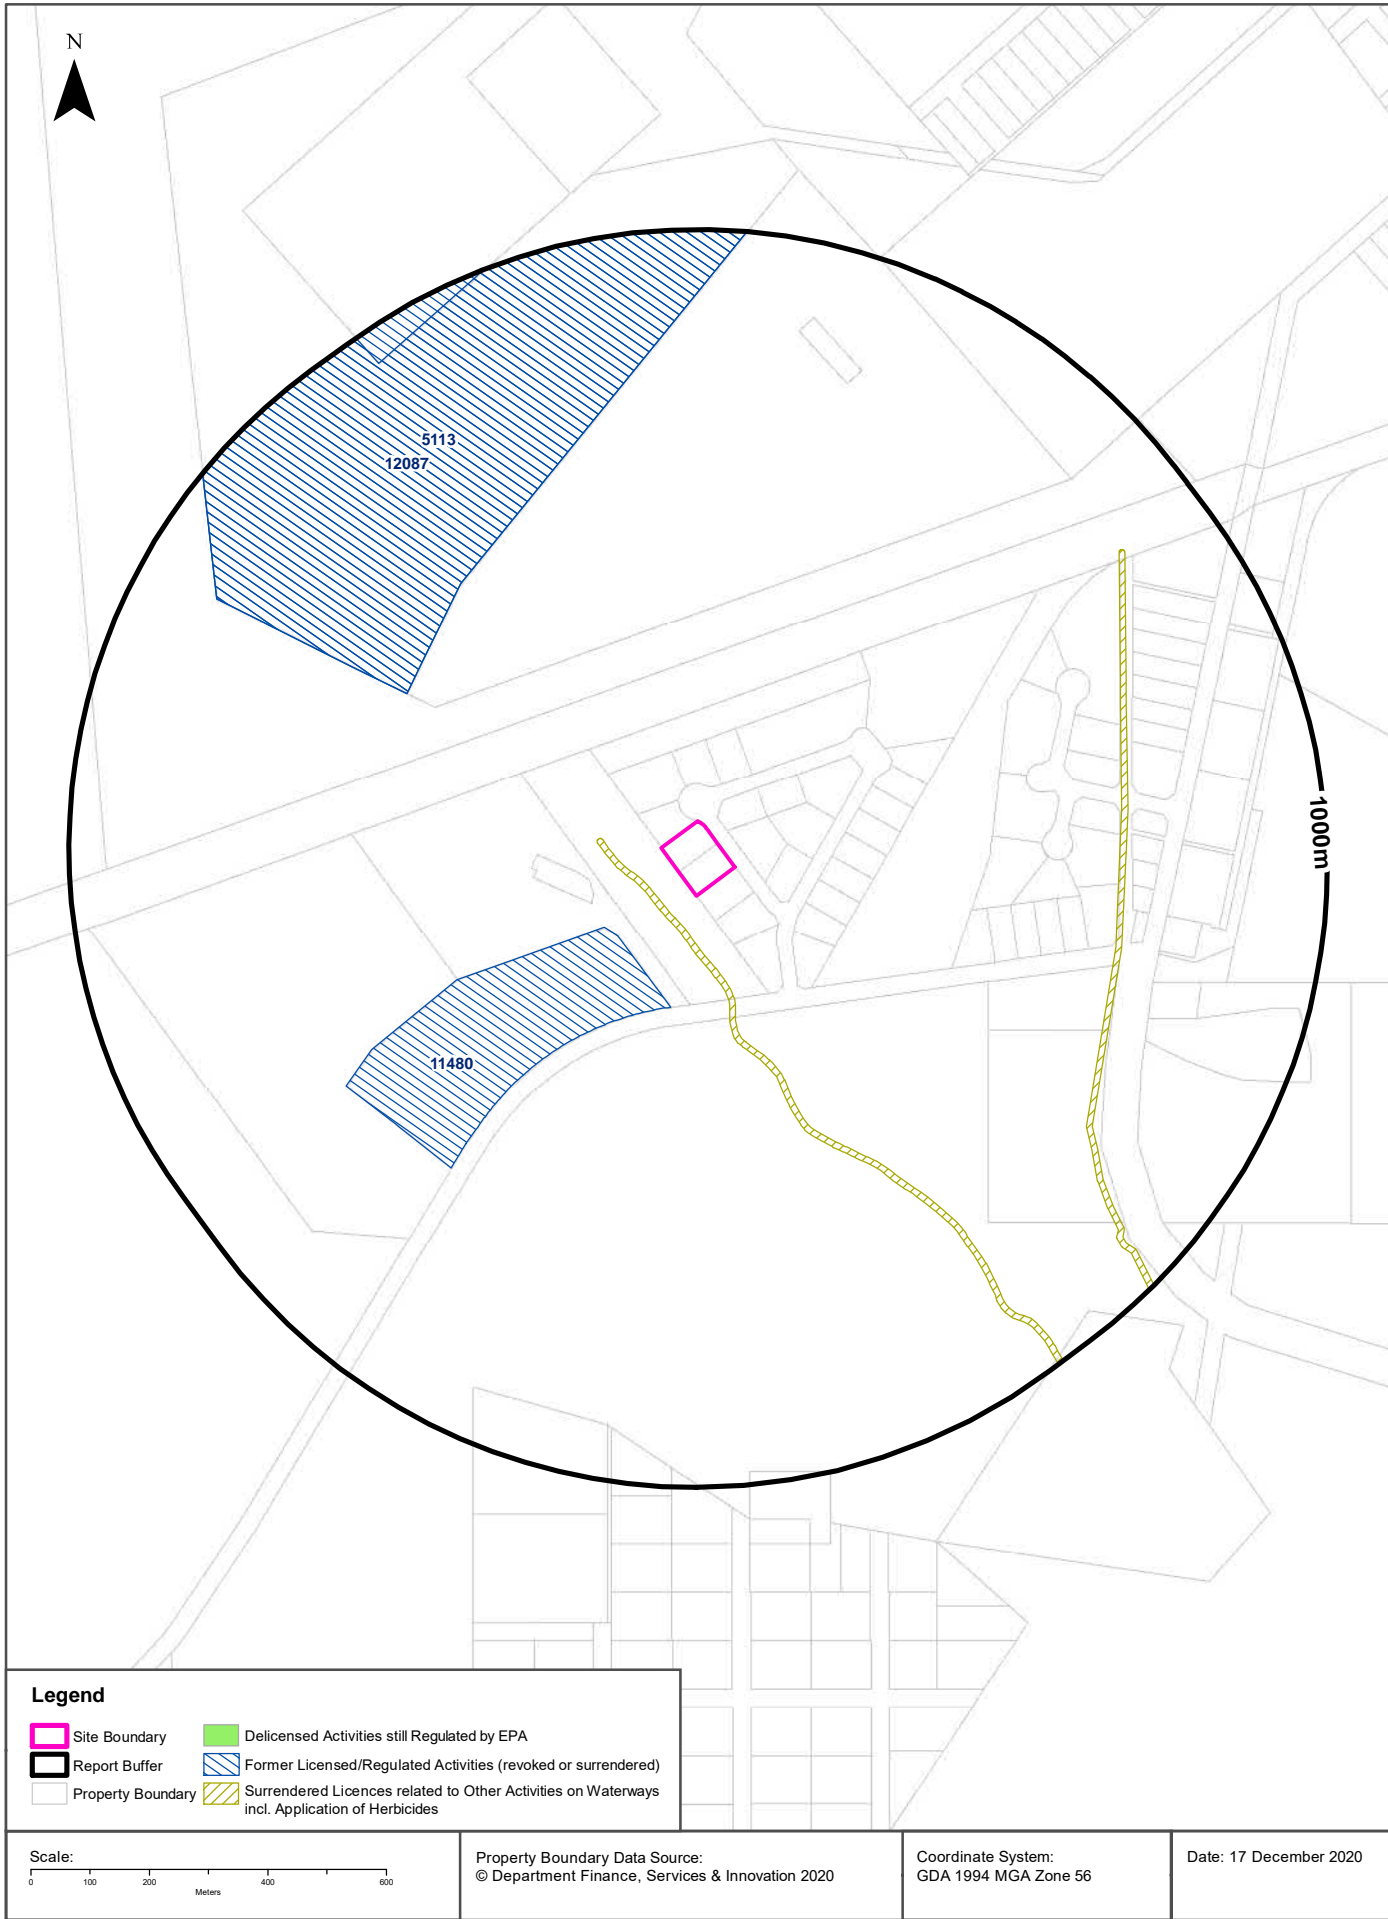 N
5113
12087
1000m
11480
Legend
Site Boundary
Delicensed Activities still Regulated by EPA
Report Buffer
Former Licensed/Regulated Activities (revoked or surrendered)
Property Boundary
Surrendered Licences related to Other Activities on Waterways
incl. Application of Herbicides
Scale:
0 100 200 400 600
Meters
Property Boundary Data Source:
© Department Finance, Services & Innovation 2020
Coordinate System:
GDA 1994 MGA Zone 56
Date: 17 December 2020